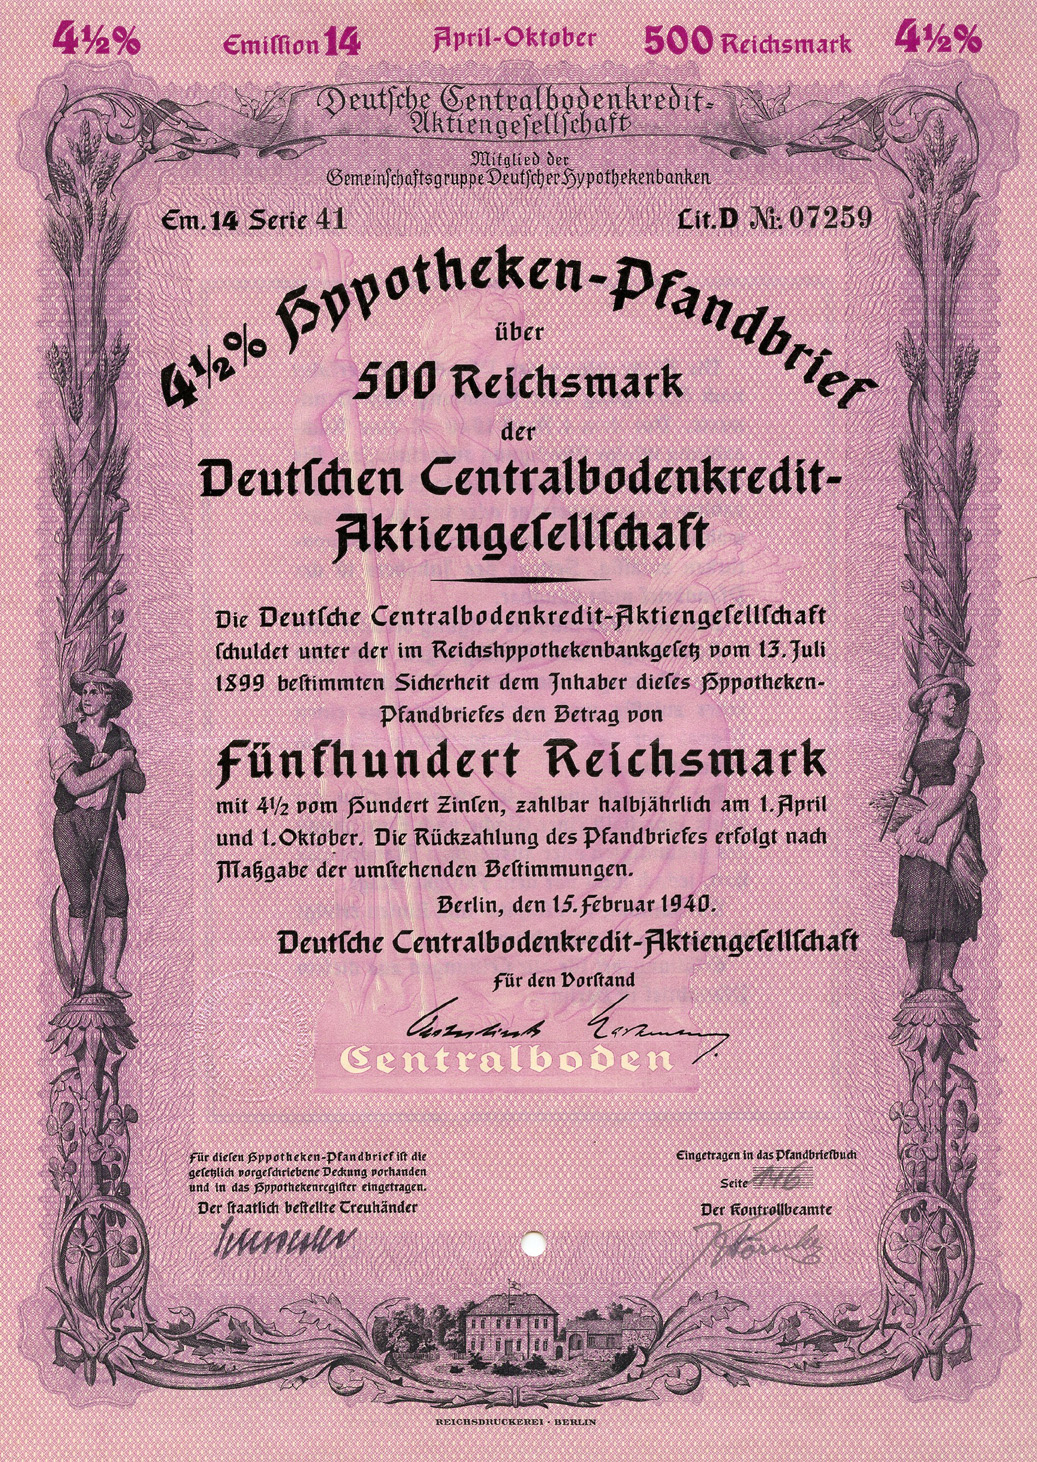 4½% Emission 14 April-Oktober 500 Reichsmark 4½%
Deutsche Centralbodenkredit-
Aktiengesellschaft
Mitglied der
Gemeinschaftsgruppe Deutscher Hypothekenbanken
Em. 14 Serie 41 Lit. D Nr. 07259
4½% Hypotheken-Pfandbrief
über
500 Reichsmark
der
Deutschen Centralbodenkredit-
Aktiengesellschaft
Die Deutsche Centralbodenkredit-Aktiengesellschaft
schuldet unter der im Reichshypothekenbankgesetz vom 13. Juli
1899 bestimmten Sicherheit dem Inhaber dieses Hypotheken-
Pfandbriefes den Betrag von
Fünfhundert Reichsmark
mit 4½ vom Hundert Zinsen, zahlbar halbjährlich am 1. April
und 1. Oktober. Die Rückzahlung des Pfandbriefes erfolgt nach
Maßgabe der umstehenden Bestimmungen.
Berlin, den 15. Februar 1940.
Deutsche Centralbodenkredit-Aktiengesellschaft
Für den Vorstand
Centralboden
Für diesen Hypotheken-Pfandbrief ist die
gesetzlich vorgeschriebene Deckung vorhanden
und in das Hypothekenregister eingetragen.
Der staatlich bestellte Treuhänder
Eingetragen in das Pfandbriefbuch
Seite 146
Der Kontrollbeamte
REICHSDRUCKEREI · BERLIN